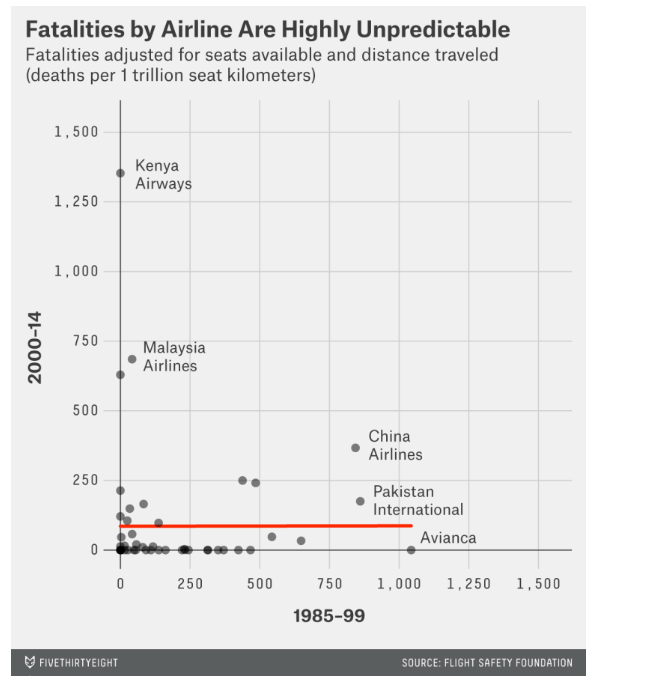 Fatalities by Airline Are Highly Unpredictable
Fatalities adjusted for seats available and distance traveled
(deaths per 1 trillion seat kilometers)
1,500
Kenya
Airways
1,250
1,000
750
Malaysia
Airlines
2000-14
500
China
Airlines
250
Pakistan
International
Avianca
0
0 250 500 750 1,000 1,250 1,500
1985-99
FIVETHIRTYEIGHT
SOURCE: FLIGHT SAFETY FOUNDATION